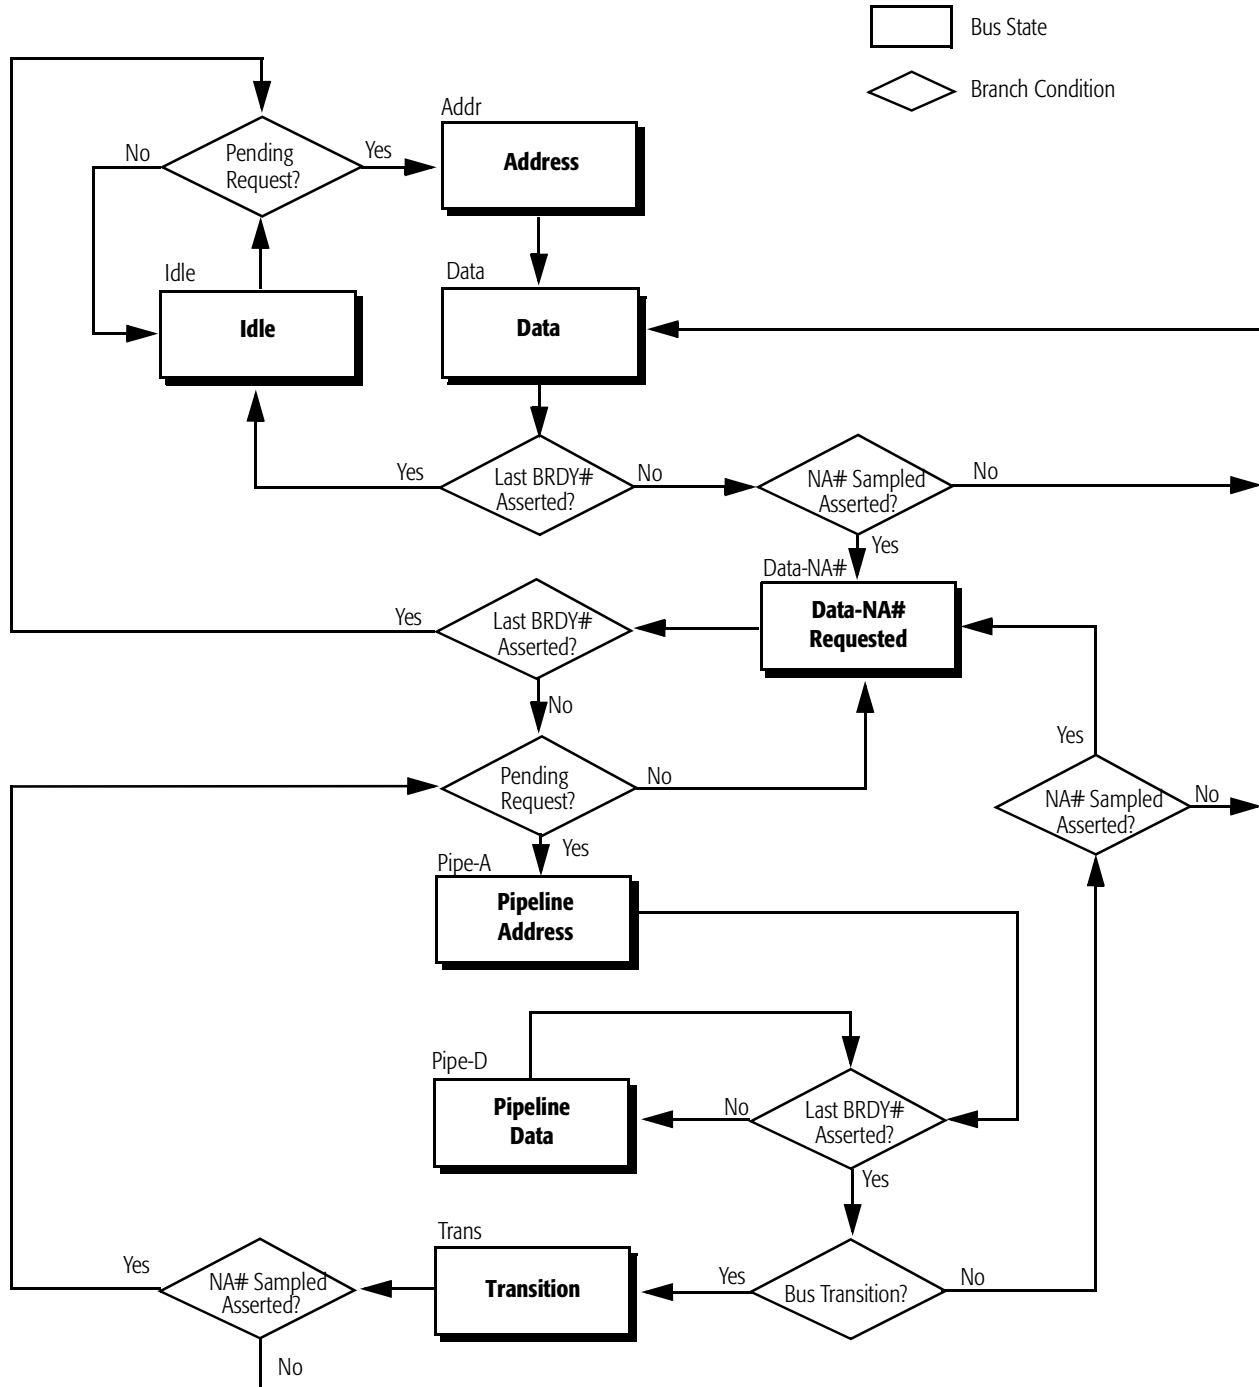 Bus State
Branch Condition
Addr
Address
No
Pending
Request?
Yes
Idle
Idle
Data
Data
Yes
Last BRDY#
Asserted?
No
NA# Sampled
Asserted?
No
Yes
Data-NA#
Data-NA#
Requested
Yes
Last BRDY#
Asserted?
No
Pending
Request?
No
Yes
Yes
NA# Sampled
Asserted?
No
Pipe-A
Pipeline
Address
Pipe-D
Pipeline
Data
No
Last BRDY#
Asserted?
Yes
Trans
Transition
Yes
Bus Transition?
No
Yes
NA# Sampled
Asserted?
No